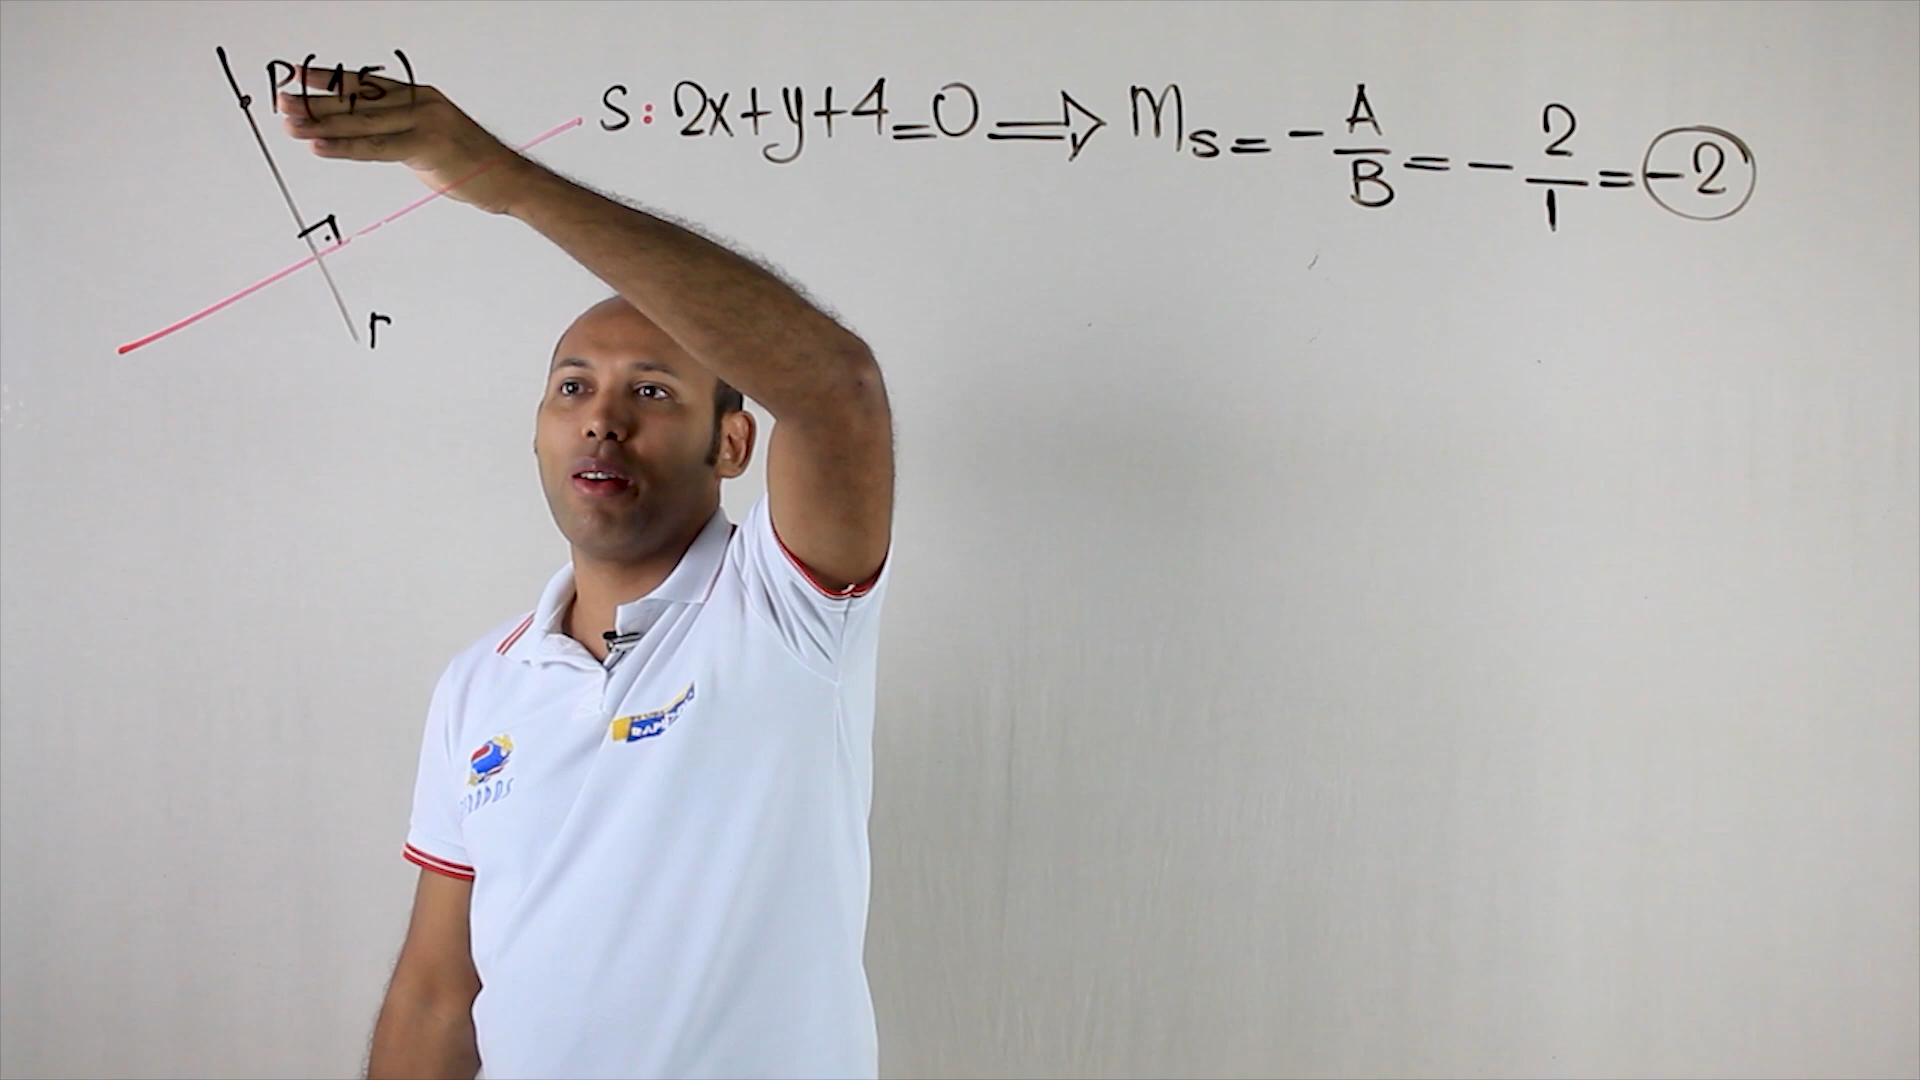 P(1,5)
S: 2x+y+4=0 ⇒ Ms = -A/B = -2/1 = -2
r